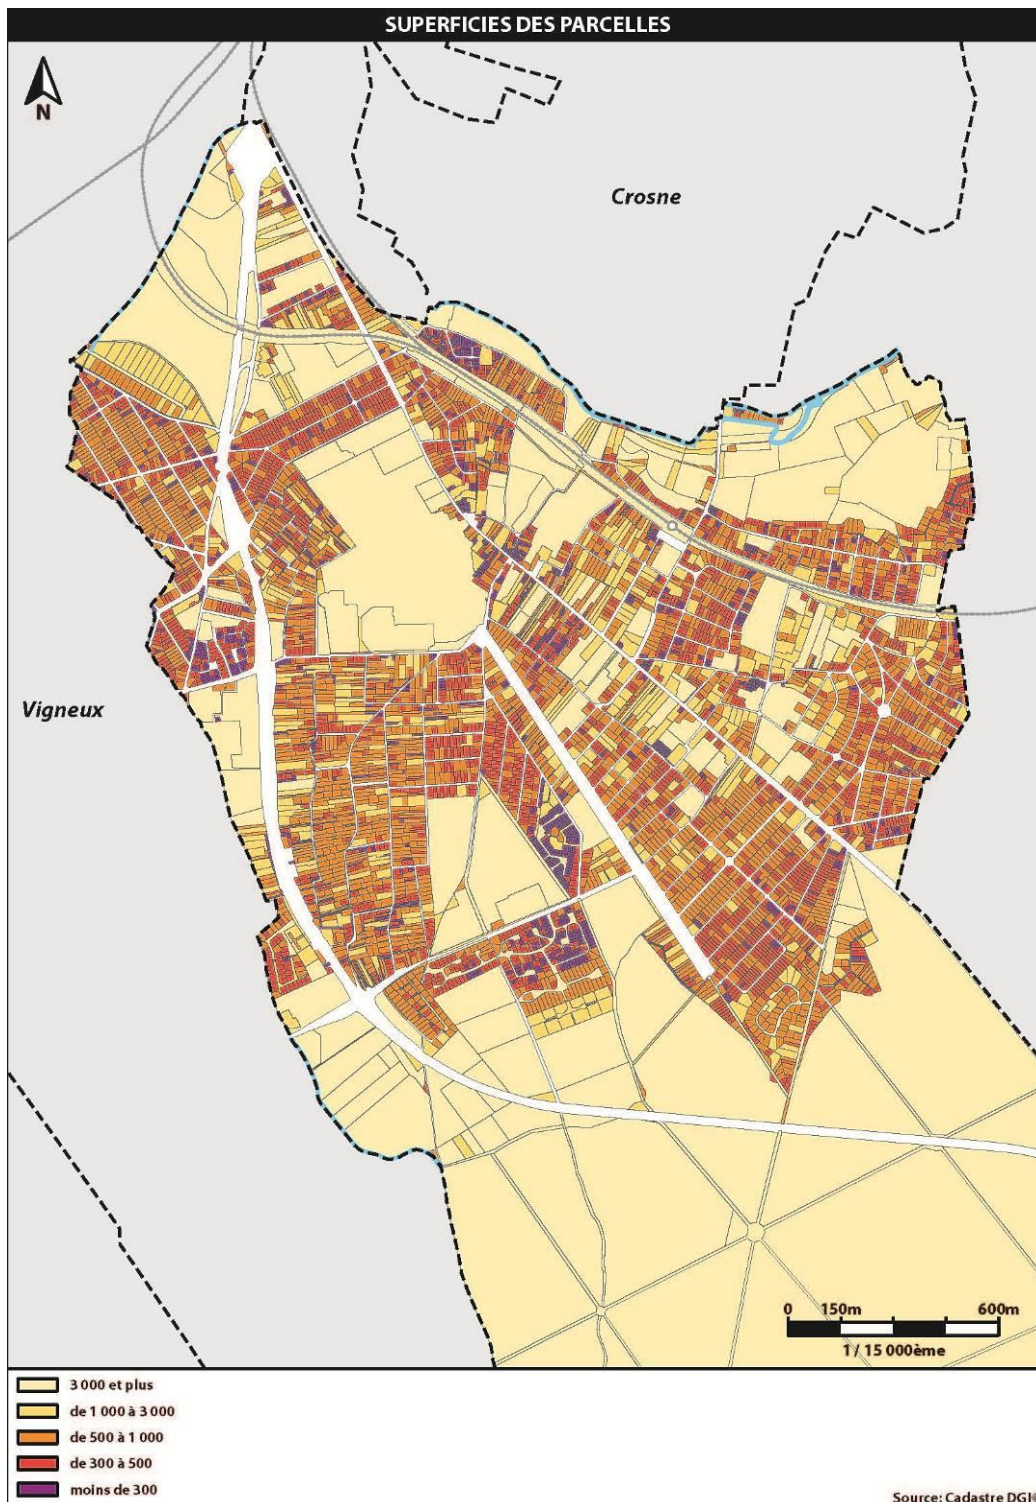 SUPERFICIES DES PARCELLES
N
Crosne
Vigneux
0 150m 600m
1 / 15 000ème
3 000 et plus
de 1 000 à 3 000
de 500 à 1 000
de 300 à 500
moins de 300
Source: Cadastre DGI